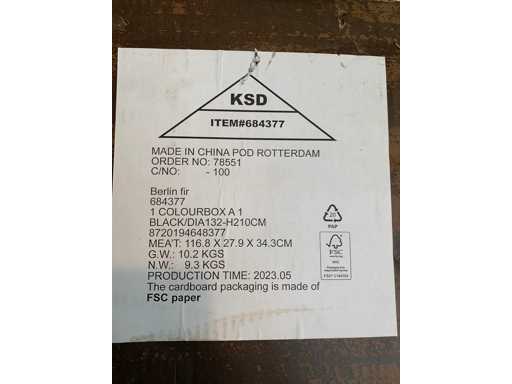 KSD
ITEM#684377
MADE IN CHINA POD ROTTERDAM
ORDER NO: 78551
C/NO: - 100
Berlin fir
684377
1 COLOURBOX A 1
BLACK/DIA132-H210CM
8720194648377
MEA'T: 116.8 X 27.9 X 34.3CM
G.W.: 10.2 KGS
N.W.: 9.3 KGS
PRODUCTION TIME: 2023.05
The cardboard packaging is made of
FSC paper
20
PAP
FSC